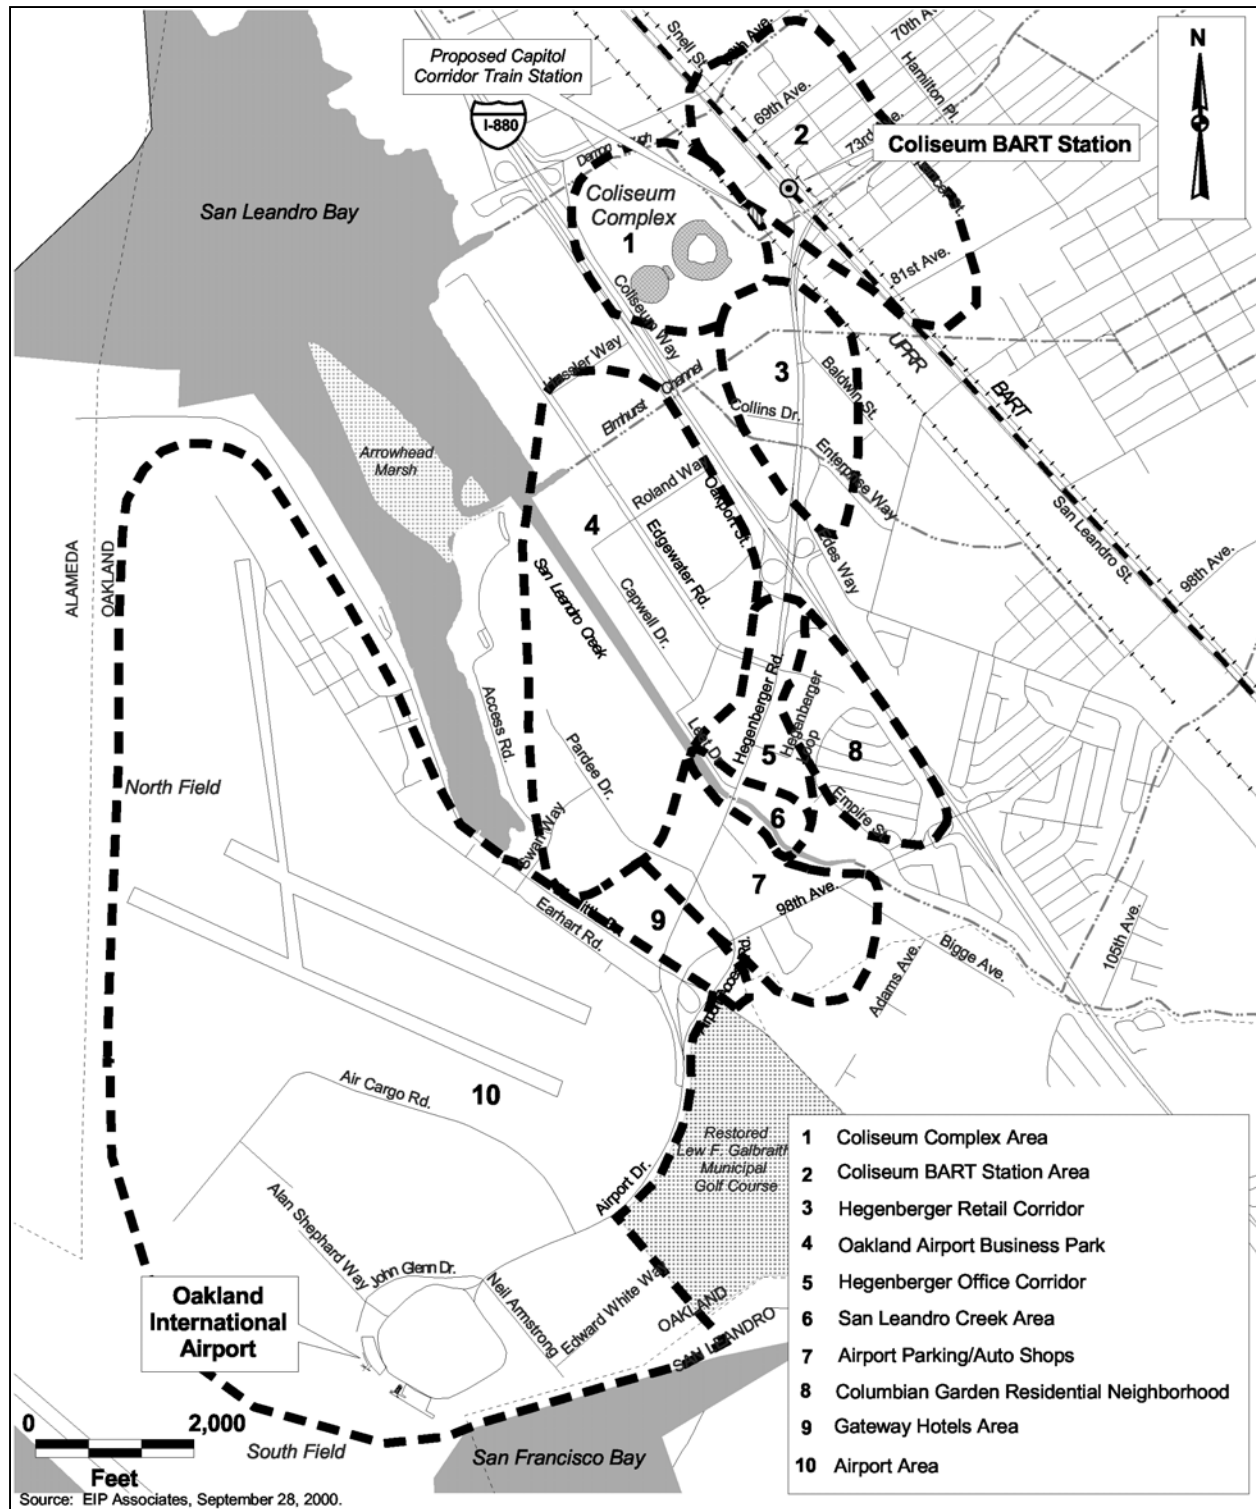 Proposed Capitol
Corridor Train Station
I-880
Snell St.
70th Av
Hamilton Pl.
69th Ave.
73rd
2
N
Coliseum BART Station
San Leandro Bay
Coliseum
Complex
1
81st Ave.
Coliseum Way
UPRR
BART
Hassler Way
Elmhurst
Channel
3
Baldwin St.
Collins Dr.
Enterprise Way
Arrowhead
Marsh
Roland Way
Oakport St.
4
Edgewater Rd.
Edes Way
San Leandro St.
98th Ave.
ALAMEDA
OAKLAND
San Leandro Creek
Capwell Dr.
Access Rd.
Hegenberger Rd.
Hegenberger
Loop
5
8
Pardee Dr.
Empire St.
North Field
6
Swan Way
7
98th Ave.
9
Earhart Rd.
Bigge Ave.
Adams Ave.
105th Ave.
Air Cargo Rd.
10
Restored
Lew F. Galbraith
Municipal
Golf Course
Airport Dr.
Alan Shephard Way
John Glenn Dr.
Neil Armstrong
Edward White Way
OAKLAND
SAN LEANDRO
Oakland
International
Airport
1 Coliseum Complex Area
2 Coliseum BART Station Area
3 Hegenberger Retail Corridor
4 Oakland Airport Business Park
5 Hegenberger Office Corridor
6 San Leandro Creek Area
7 Airport Parking/Auto Shops
8 Columbian Garden Residential Neighborhood
9 Gateway Hotels Area
10 Airport Area
0 2,000
Feet
South Field
San Francisco Bay
Source: EIP Associates, September 28, 2000.